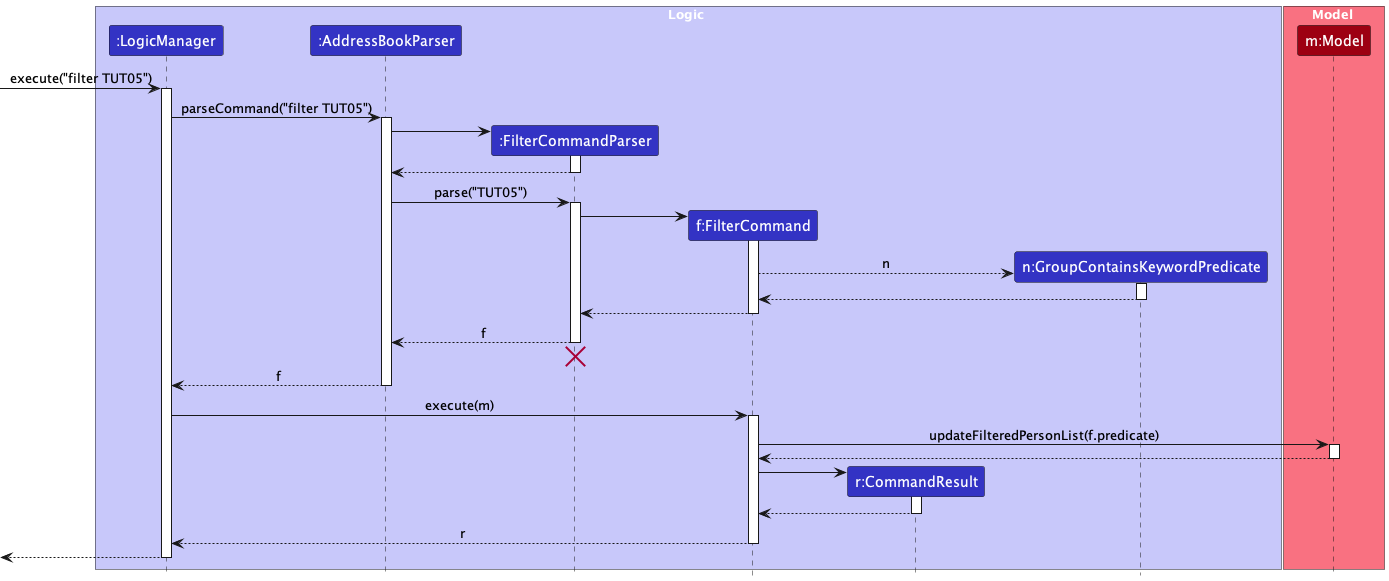 Logic
Model
:LogicManager
:AddressBookParser
m:Model
execute("filter TUT05")
parseCommand("filter TUT05")
:FilterCommandParser
parse("TUT05")
f:FilterCommand
n
n:GroupContainsKeywordPredicate
f
f
execute(m)
updateFilteredPersonList(f.predicate)
r:CommandResult
r